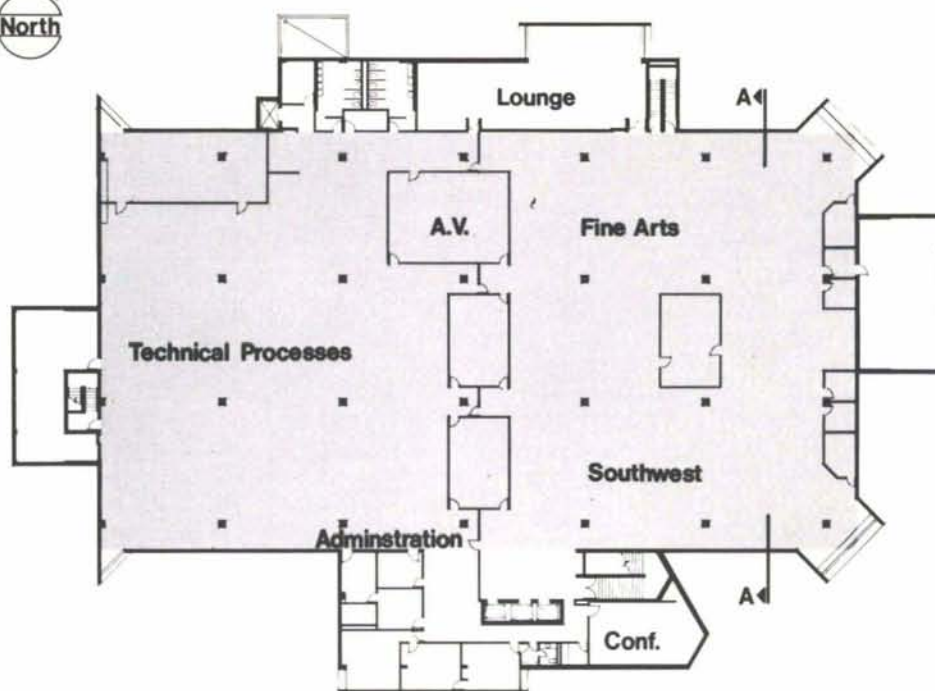 North
Lounge
A
A.V.
Fine Arts
Technical Processes
Southwest
Adminstration
A
Conf.